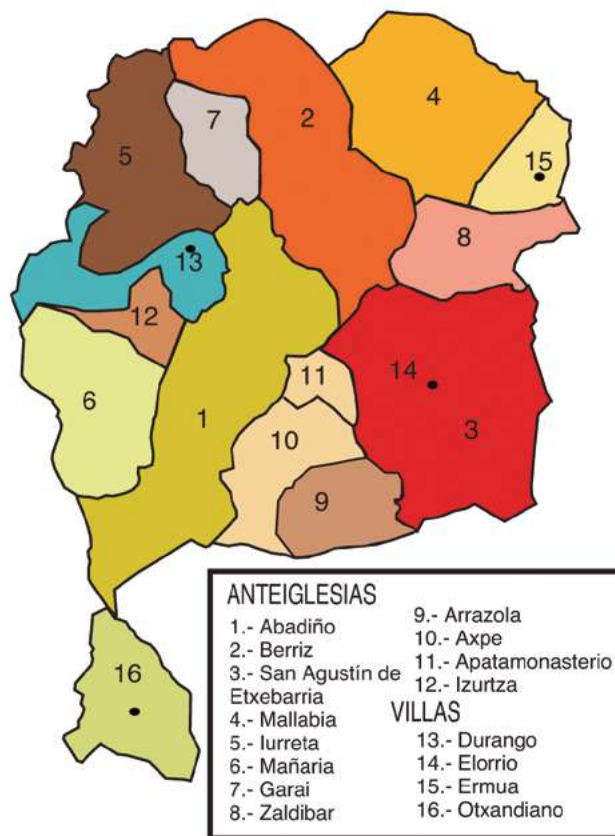 4
2
7
15
5
8
13
12
11
14
6
1
10
3
9
16
ANTEIGLESIAS
1.- Abadiño
2.- Berriz
3.- San Agustín de
Etxebarria
4.- Mallabia
5.- Iurreta
6.- Mañaria
7.- Garai
8.- Zaldibar
9.- Arrazola
10.- Axpe
11.- Apatamonasterio
12.- Izurtza
VILLAS
13.- Durango
14.- Elorrio
15.- Ermua
16.- Otxandiano